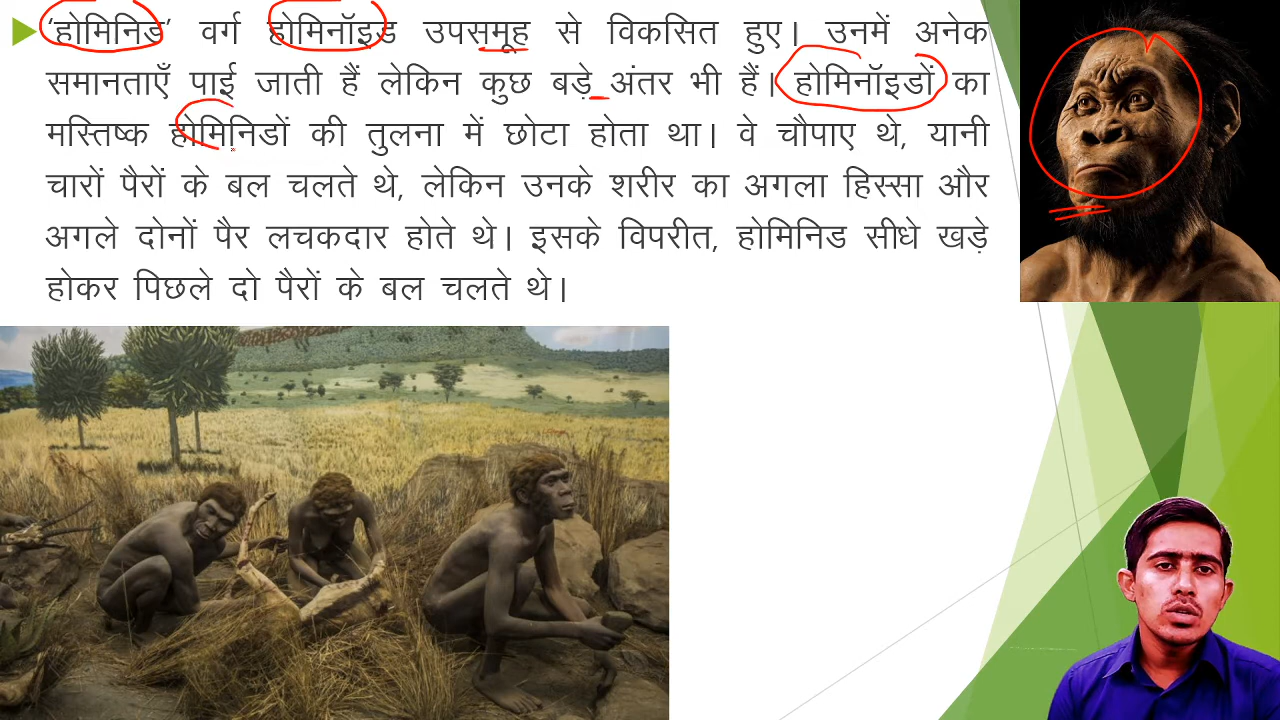 ‘होमिनिड’ वर्ग होमिनॉइड उपसमूह से विकसित हुए। उनमें अनेक
समानताएँ पाई जाती हैं लेकिन कुछ बड़े अंतर भी हैं। होमिनॉइडों का
मस्तिष्क होमिनिडों की तुलना में छोटा होता था। वे चौपाए थे, यानी
चारों पैरों के बल चलते थे, लेकिन उनके शरीर का अगला हिस्सा और
अगले दोनों पैर लचकदार होते थे। इसके विपरीत, होमिनिड सीधे खड़े
होकर पिछले दो पैरों के बल चलते थे।